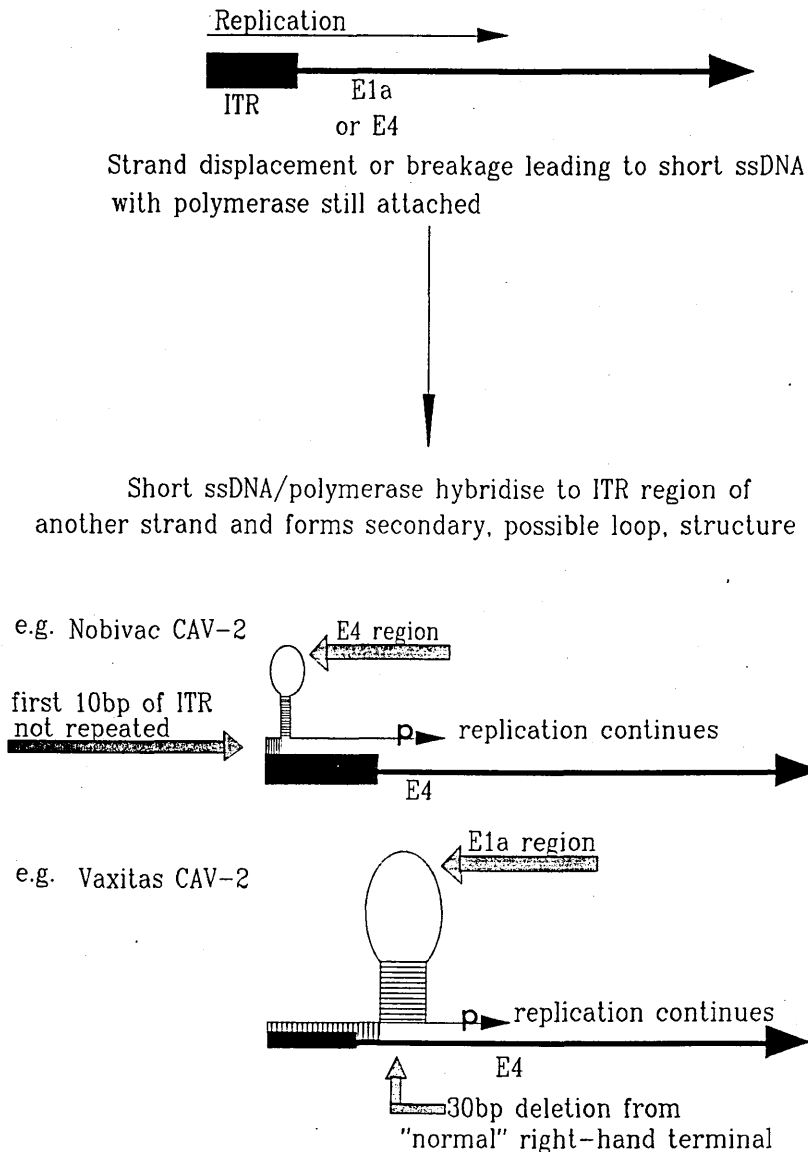 Replication
ITR
E1a
or E4
Strand displacement or breakage leading to short ssDNA
with polymerase still attached
Short ssDNA/polymerase hybridise to ITR region of
another strand and forms secondary, possible loop, structure
e.g. Nobivac CAV-2
E4 region
first 10bp of ITR
not repeated
p
replication continues
E4
e.g. Vaxitas CAV-2
E1a region
p
replication continues
E4
30bp deletion from
"normal" right-hand terminal